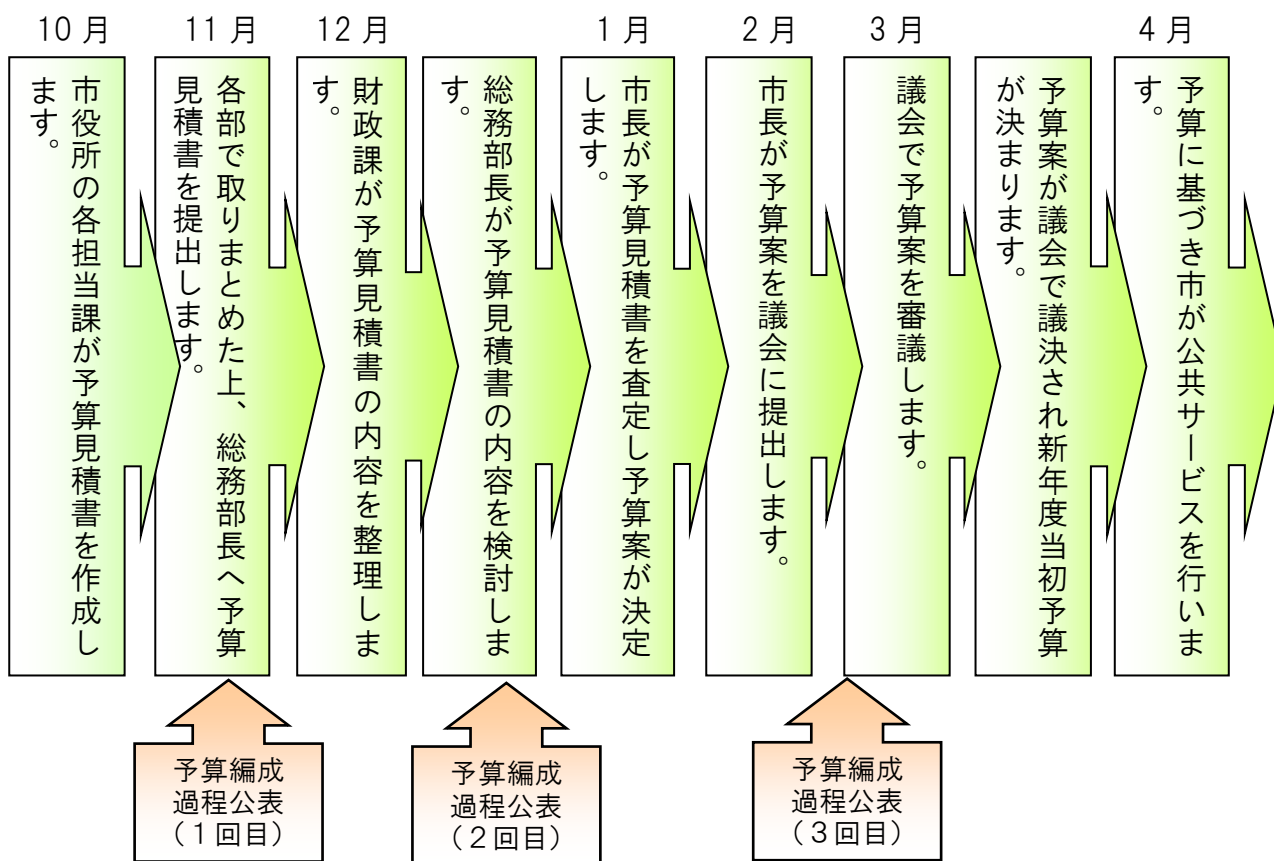 10 月
11 月
12 月
1 月
2 月
3 月
4 月
市役所の各担当課が予算見積書を作成し
ます。
各部で取りまとめた上、総務部長へ予算
見積書を提出します。
財政課が予算見積書の内容を整理しま
す。
総務部長が予算見積書の内容を検討しま
す。
市長が予算見積書を査定し予算案が決定
します。
市長が予算案を議会に提出します。
議会で予算案を審議します。
予算案が議会で議決され新年度当初予算
が決まります。
予算に基づき市が公共サービスを行いま
す。
予算編成
過程公表
（１回目）
予算編成
過程公表
（２回目）
予算編成
過程公表
（３回目）